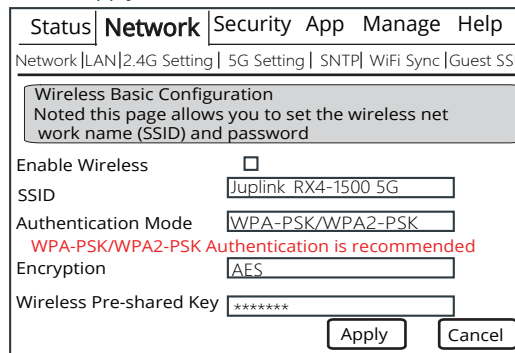 Status Network Security App Manage Help
Network LAN 2.4G Setting 5G Setting SNTP WiFi Sync Guest SS
Wireless Basic Configuration
Noted this page allows you to set the wireless net
work name (SSID) and password
Enable Wireless
SSID Juplink RX4-1500 5G
Authentication Mode WPA-PSK/WPA2-PSK
WPA-PSK/WPA2-PSK Authentication is recommended
Encryption AES
Wireless Pre-shared Key *******
Apply Cancel